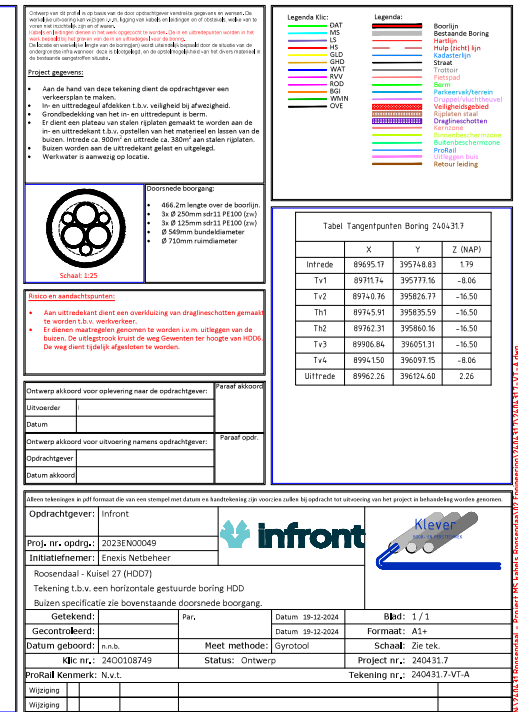 Project gegevens:
Aan de hand van deze tekening dient de opdrachtgever een
verkeersplan te maken.
In- en uittredegeul afdekken t.b.v. veiligheid bij afwezigheid.
Grondbedekking van het in- en uittredepunt is berm.
Er dient een plateau van stalen rijplaten gemaakt te worden aan de
in- en uittredekant t.b.v. opstellen van materieel en lassen van de
buizen. Intrede ca. 900m² en uittrede ca. 380m² aan stalen rijplaten.
Buizen worden aan de uittredekant gelast en uitgelegd.
Werkwater is aanwezig op locatie.
Doorsnede boorgang:
466.2m lengte over de boorlijn.
3x Ø 250mm sdr11 PE100 (zw)
3x Ø 125mm sdr11 PE100 (zw)
Ø 549mm bundeldiameter
Ø 710mm ruimdiameter
Schaal: 1:25
Risico en aandachtspunten:
Aan uittredekant dient een overkluizing van draglineschotten gemaakt
te worden t.b.v. werkverkeer.
Er dienen maatregelen genomen te worden i.v.m. uitleggen van de
buizen. De uitlegstrook kruist de weg Gewenten ter hoogte van HDD6.
De weg dient tijdelijk afgesloten te worden.
Ontwerp akkoord voor oplevering naar de opdrachtgever:
Paraaf akkoord
Uitvoerder
Datum
Ontwerp akkoord voor uitvoering namens opdrachtgever:
Paraaf opdr.
Opdrachtgever
Datum akkoord
Legenda Klic:
DAT
MS
LS
HS
GLD
GHD
WAT
RVV
ROD
BGI
WMIN
OVE
Legenda:
Boorlijn
Bestaande Boring
Hartlijn
Hulp (zicht) lijn
Kadasterlijn
Straat
Trottoir
Fietspad
Berm
Parkeervak/terrein
Druppel/vluchtheuvel
Veiligheidsgebied
Rijplaten staal
Draglineschotten
Kernzone
Binnenbeschermzone
Buitenbeschermzone
ProRail
Uitleggen buis
Retour leiding
Tabel Tangentpunten Boring 240431.7
X Y Z (NAP)
Intrede 89695.17 395748.83 1.79
Tv1 89711.74 395777.16 -8.06
Tv2 89740.76 395826.77 -16.50
Th1 89745.91 395835.59 -16.50
Th2 89762.31 395860.16 -16.50
Tv3 89906.84 396051.31 -16.50
Tv4 89941.50 396097.15 -8.06
Uittrede 89962.26 396124.60 2.26
Alleen tekeningen in pdf formaat die van een stempel met datum en handtekening zijn voorzien zullen bij opdracht tot uitvoering van het project in behandeling worden genomen.
Opdrachtgever: Infront
Proj. nr. opdrg.: 2023EN00049
Initiatiefnemer: Enexis Netbeheer
infront
Klever
Roosendaal - Kuisel 27 (HDD7)
Tekening t.b.v. een horizontale gestuurde boring HDD
Buizen specificatie zie bovenstaande doorsnede boorgang.
Getekend: Par. Datum 19-12-2024 Blad: 1 / 1
Gecontroleerd: Datum 19-12-2024 Formaat: A1+
Datum geboord: n.n.b. Meet methode: Gyrotool Schaal: Zie tek.
Klic nr.: 24O0108749 Status: Ontwerp Project nr.: 240431.7
ProRail Kenmerk: N.v.t. Tekening nr.: 240431.7-VT-A
Wijziging
Wijziging